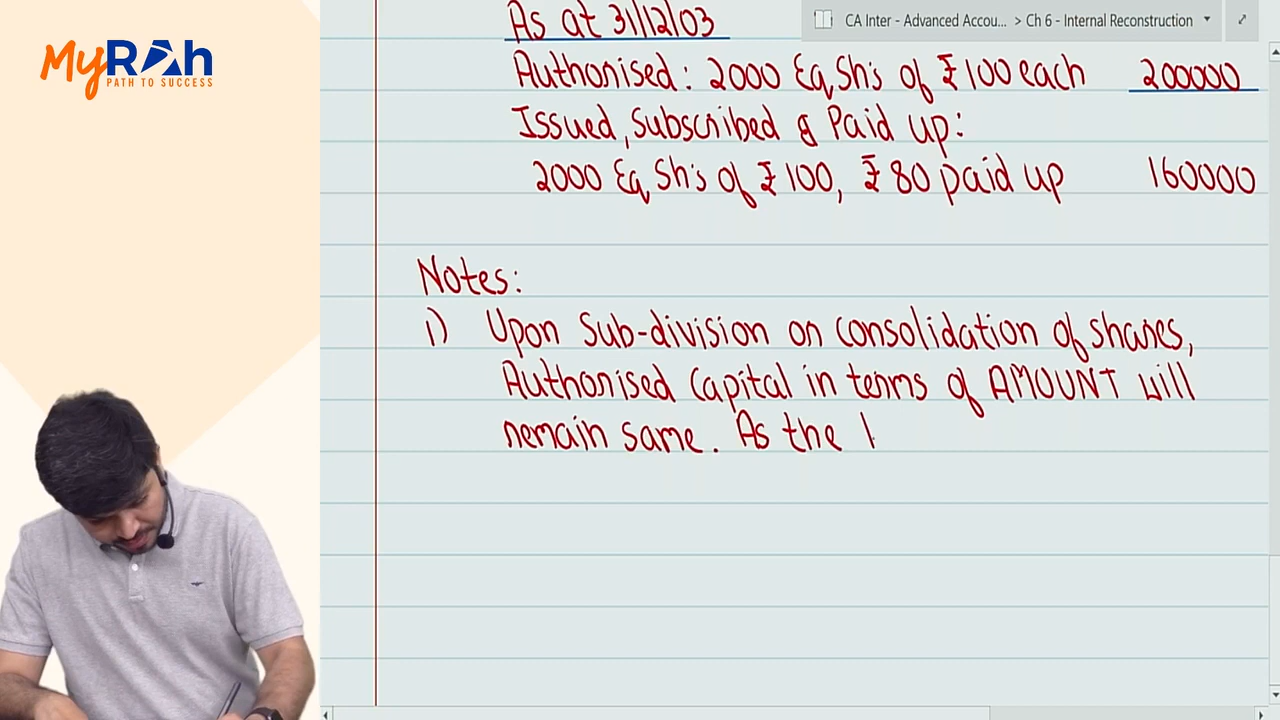 MyRAh
PATH TO SUCCESS
CA Inter - Advanced Accou... > Ch 6 - Internal Reconstruction
As at 31/12/03
Authorised: 2000 Eq Sh's of ₹100 each 200000
Issued, Subscribed & Paid up:
2000 Eq Sh's of ₹100, ₹80 paid up 160000
Notes:
1) Upon Sub-division or consolidation of shares,
Authorised Capital in terms of AMOUNT will
remain same. As the